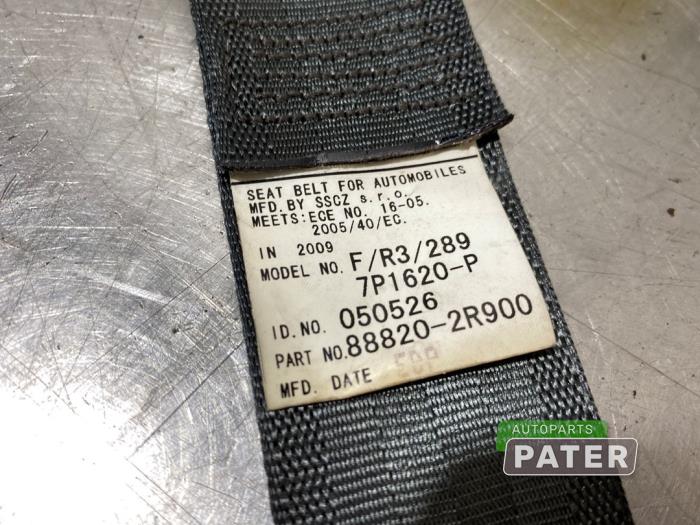 SEAT BELT FOR AUTOMOBILES
MFD. BY SSCZ s.r.o.
MEETS:ECE NO. 16-05.
2005/40/EC.
IN 2009
MODEL NO. F/R3/289
7P1620-P
ID.NO. 050526
PART NO.88820-2R900
MFD. DATE
AUTOPARTS
PATER